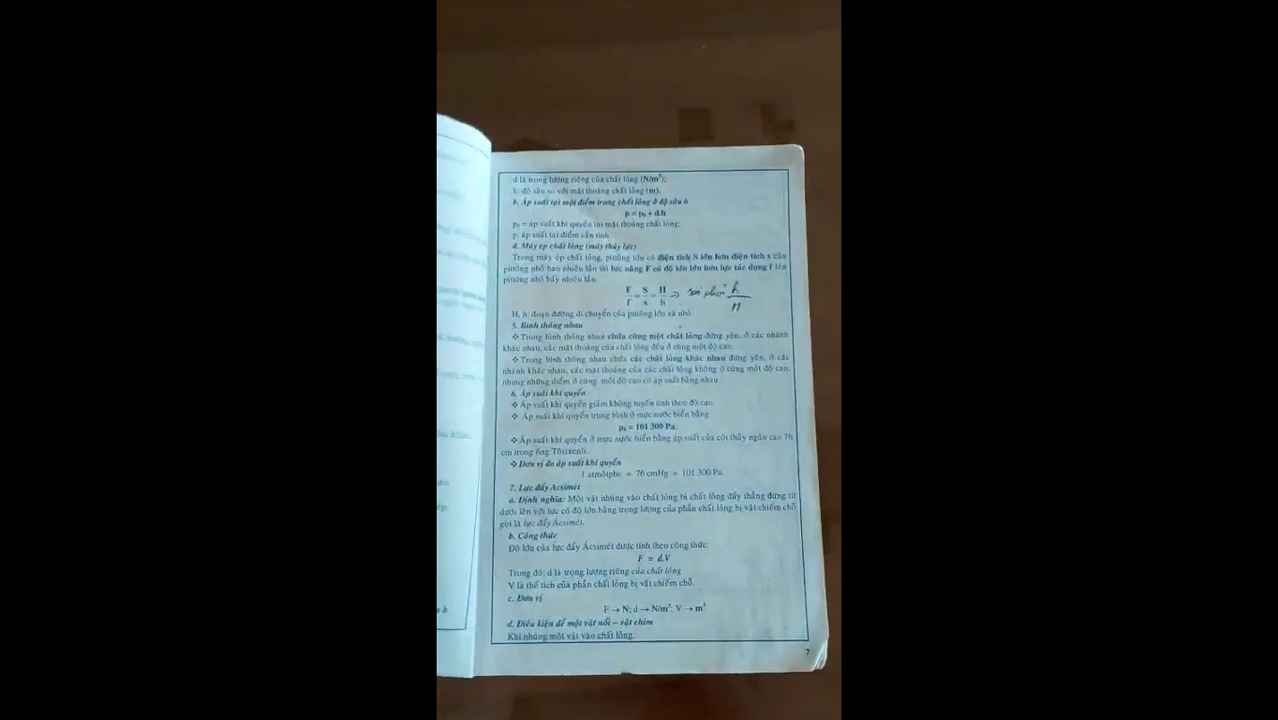 d là trọng lượng riêng của chất lỏng (N/m³);
h: độ sâu so với mặt thoáng chất lỏng (m).
b. Áp suất tại một điểm trong chất lỏng ở độ sâu h
p = p₀ + d.h
p₀ = áp suất khí quyển tại mặt thoáng chất lỏng;
p: áp suất tại điểm cần tính.
d. Máy ép chất lỏng (máy thủy lực)
Trong máy ép chất lỏng, pittông lớn có diện tích S lớn hơn diện tích s của
pittông nhỏ bao nhiêu lần thì lực nâng F có độ lớn lớn hơn lực tác dụng f lên
pittông nhỏ bấy nhiêu lần.
F/f = S/s = H/h => h/H
H, h: đoạn đường di chuyển của pittông lớn và nhỏ.
5. Bình thông nhau
❖ Trong bình thông nhau chứa cùng một chất lỏng đứng yên, ở các nhánh
khác nhau, các mặt thoáng của chất lỏng đều ở cùng một độ cao.
❖ Trong bình thông nhau chứa các chất lỏng khác nhau đứng yên, ở các
nhánh khác nhau, các mặt thoáng của các chất lỏng không ở cùng một độ cao,
nhưng những điểm ở cùng một độ cao có áp suất bằng nhau.
6. Áp suất khí quyển
❖ Áp suất khí quyển giảm không tuyến tính theo độ cao.
❖ Áp suất khí quyển trung bình ở mực nước biển bằng
p₀ = 101 300 Pa.
❖ Áp suất khí quyển ở mực nước biển bằng áp suất của cột thủy ngân cao 76
cm trong ống Tôrixenli.
❖ Đơn vị đo áp suất khí quyển
1 atmôtphe = 76 cmHg = 101 300 Pa.
7. Lực đẩy Acsimét
a. Định nghĩa: Một vật nhúng vào chất lỏng bị chất lỏng đẩy thẳng đứng từ
dưới lên với lực có độ lớn bằng trọng lượng của phần chất lỏng bị vật chiếm chỗ
gọi là lực đẩy Ácsimét.
b. Công thức
Độ lớn của lực đẩy Ácsimét được tính theo công thức:
F = d.V
Trong đó: d là trọng lượng riêng của chất lỏng
V là thể tích của phần chất lỏng bị vật chiếm chỗ.
c. Đơn vị
F → N; d → N/m³; V → m³
d. Điều kiện để một vật nổi – vật chìm
Khi nhúng một vật vào chất lỏng:
7